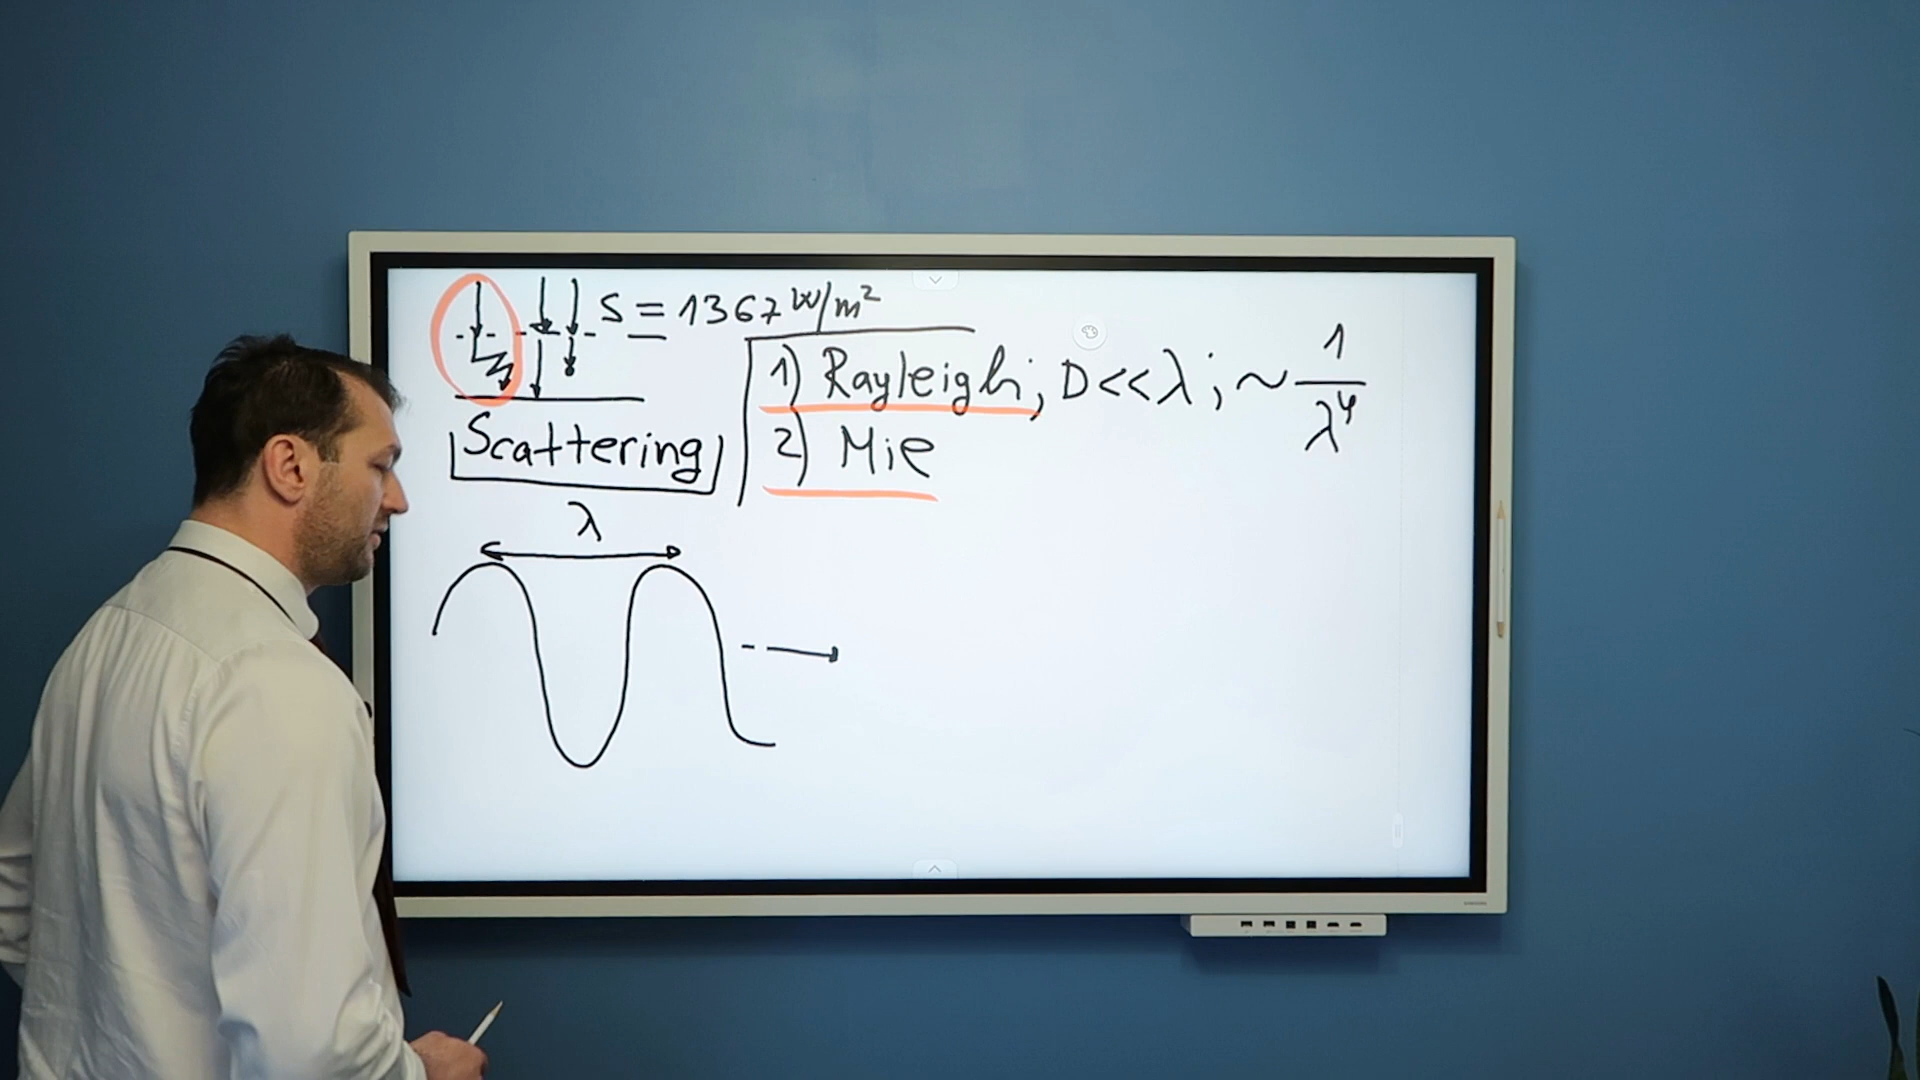 S = 1367 W/m²
1) Rayleigh; D<<λ; ~ 1/λ⁴
2) Mie
Scattering
λ